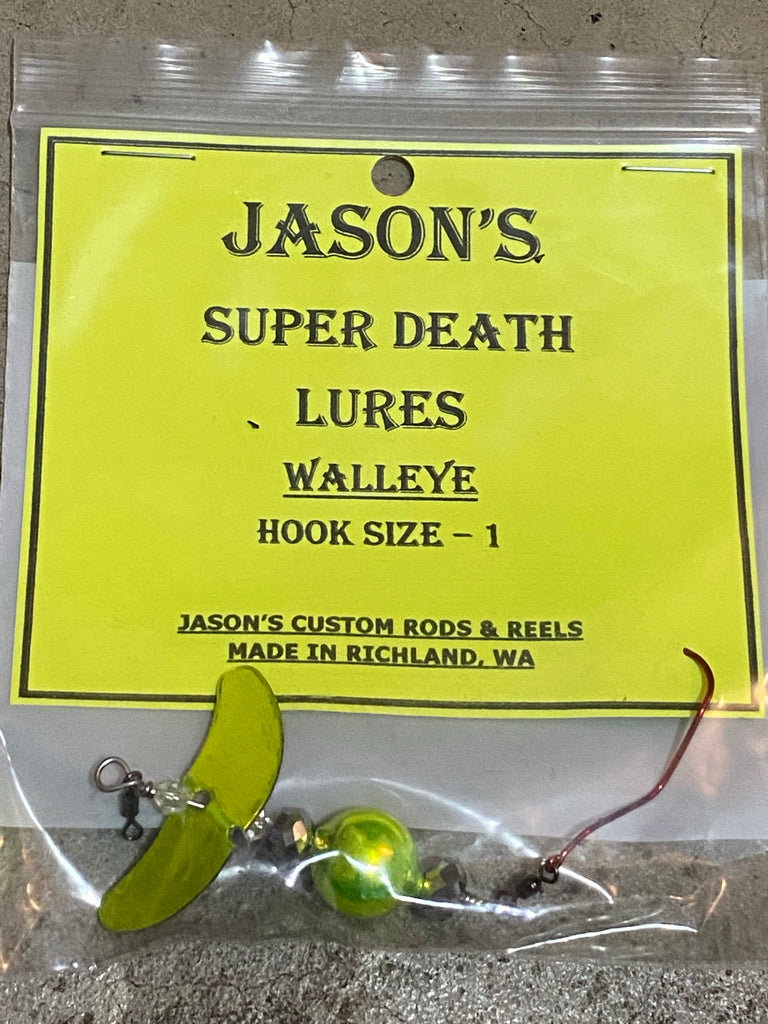 JASON'S
SUPER DEATH
LURES
WALLEYE
HOOK SIZE – 1
JASON'S CUSTOM RODS & REELS
MADE IN RICHLAND, WA